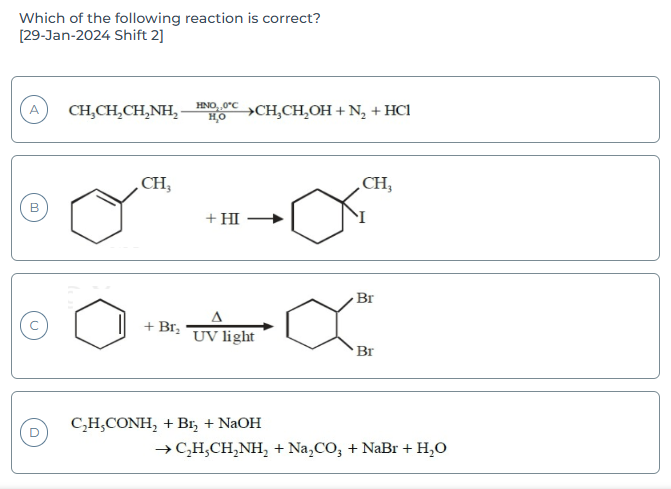 Which of the following reaction is correct?
[29-Jan-2024 Shift 2]
A CH₃CH₂CH₂NH₂ HNO₂,0°C H₂O →CH₃CH₂OH + N₂ + HCl
B CH₃ + HI ⟶ CH₃ I
C + Br₂ Δ UV light Br Br
D C₂H₅CONH₂ + Br₂ + NaOH
→ C₂H₅CH₂NH₂ + Na₂CO₃ + NaBr + H₂O